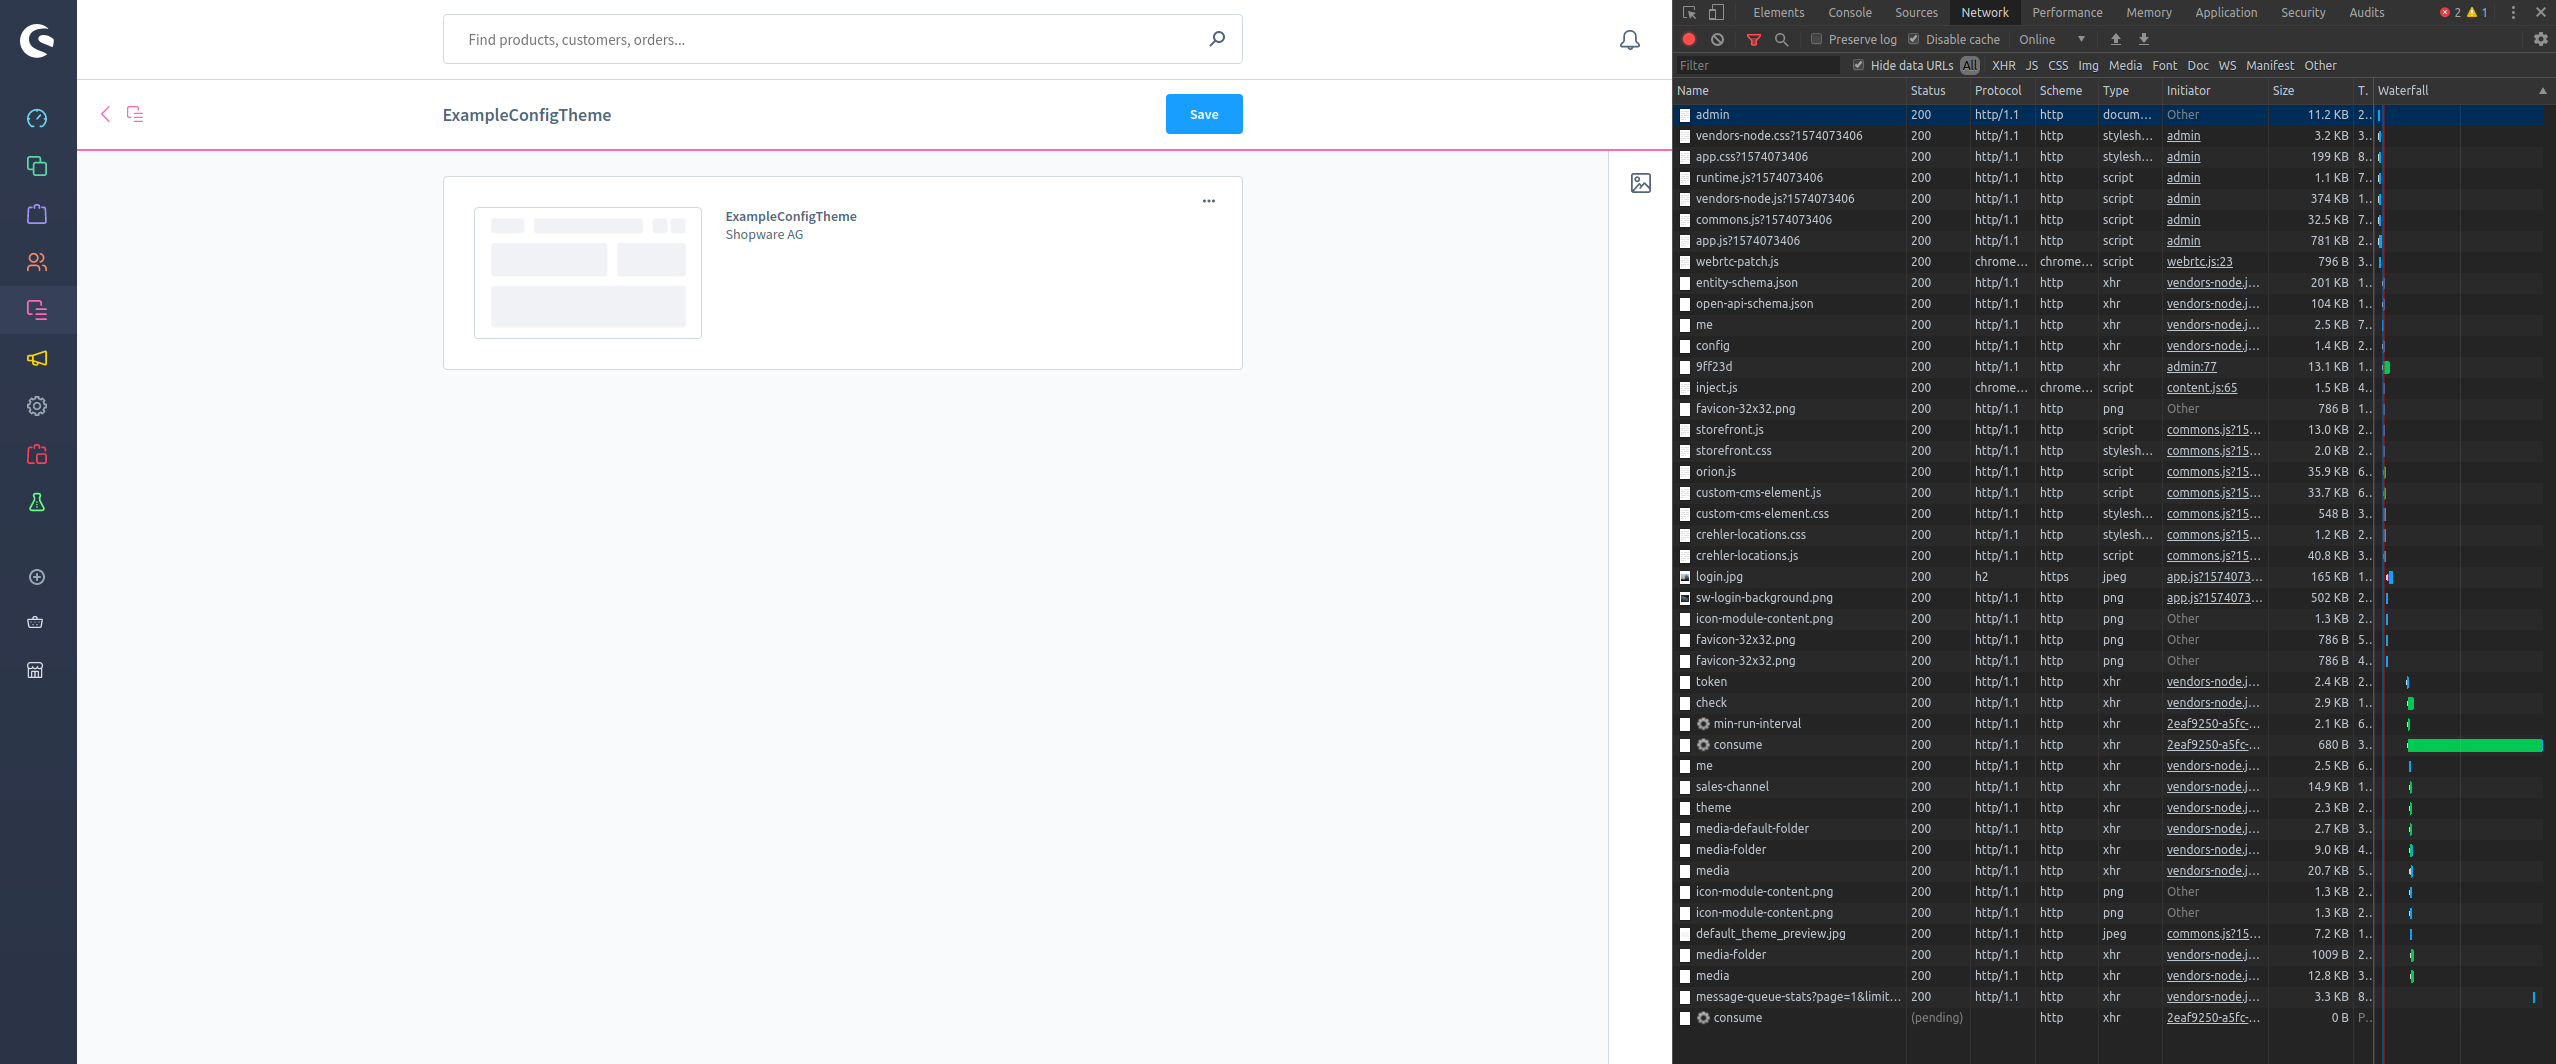 Find products, customers, orders...
ExampleConfigTheme
Save
ExampleConfigTheme
Shopware AG
Elements Console Sources Network Performance Memory Application Security Audits 2 1
Preserve log Disable cache Online
Filter Hide data URLs All XHR JS CSS Img Media Font Doc WS Manifest Other
Name Status Protocol Scheme Type Initiator Size T. Waterfall
admin 200 http/1.1 http docum... Other 11.2 KB 2..
vendors-node.css?1574073406 200 http/1.1 http stylesh... admin 3.2 KB 3..
app.css?1574073406 200 http/1.1 http stylesh... admin 199 KB 8..
runtime.js?1574073406 200 http/1.1 http script admin 1.1 KB 7..
vendors-node.js?1574073406 200 http/1.1 http script admin 374 KB 1..
commons.js?1574073406 200 http/1.1 http script admin 32.5 KB 7..
app.js?1574073406 200 http/1.1 http script admin 781 KB 2..
webrtc-patch.js 200 chrome... chrome... script webrtc.js:23 796 B 3..
entity-schema.json 200 http/1.1 http xhr vendors-node.j... 201 KB 1..
open-api-schema.json 200 http/1.1 http xhr vendors-node.j... 104 KB 1..
me 200 http/1.1 http xhr vendors-node.j... 2.5 KB 7..
config 200 http/1.1 http xhr vendors-node.j... 1.4 KB 2..
9ff23d 200 http/1.1 http xhr admin:77 13.1 KB 1..
inject.js 200 chrome... chrome... script content.js:65 1.5 KB 4..
favicon-32x32.png 200 http/1.1 http png Other 786 B 1..
storefront.js 200 http/1.1 http script commons.js?15... 13.0 KB 2..
storefront.css 200 http/1.1 http stylesh... commons.js?15... 2.0 KB 2..
orion.js 200 http/1.1 http script commons.js?15... 35.9 KB 6..
custom-cms-element.js 200 http/1.1 http script commons.js?15... 33.7 KB 6..
custom-cms-element.css 200 http/1.1 http stylesh... commons.js?15... 548 B 3..
crehler-locations.css 200 http/1.1 http stylesh... commons.js?15... 1.2 KB 2..
crehler-locations.js 200 http/1.1 http script commons.js?15... 40.8 KB 3..
login.jpg 200 h2 https jpeg app.js?1574073... 165 KB 1..
sw-login-background.png 200 http/1.1 http png app.js?1574073... 502 KB 2..
icon-module-content.png 200 http/1.1 http png Other 1.3 KB 2..
favicon-32x32.png 200 http/1.1 http png Other 786 B 5..
favicon-32x32.png 200 http/1.1 http png Other 786 B 4..
token 200 http/1.1 http xhr vendors-node.j... 2.4 KB 2..
check 200 http/1.1 http xhr vendors-node.j... 2.9 KB 1..
min-run-interval 200 http/1.1 http xhr 2eaf9250-a5fc-... 2.1 KB 6..
consume 200 http/1.1 http xhr 2eaf9250-a5fc-... 680 B 3..
me 200 http/1.1 http xhr vendors-node.j... 2.5 KB 6..
sales-channel 200 http/1.1 http xhr vendors-node.j... 14.9 KB 1..
theme 200 http/1.1 http xhr vendors-node.j... 2.3 KB 2..
media-default-folder 200 http/1.1 http xhr vendors-node.j... 2.7 KB 3..
media-folder 200 http/1.1 http xhr vendors-node.j... 9.0 KB 4..
media 200 http/1.1 http xhr vendors-node.j... 20.7 KB 5..
icon-module-content.png 200 http/1.1 http png Other 1.3 KB 2..
icon-module-content.png 200 http/1.1 http png Other 1.3 KB 2..
default_theme_preview.jpg 200 http/1.1 http jpeg commons.js?15... 7.2 KB 1..
media-folder 200 http/1.1 http xhr vendors-node.j... 1009 B 2..
media 200 http/1.1 http xhr vendors-node.j... 12.8 KB 3..
message-queue-stats?page=1&limit... 200 http/1.1 http xhr vendors-node.j... 3.3 KB 8..
consume (pending) http xhr 2eaf9250-a5fc-... 0 B P..